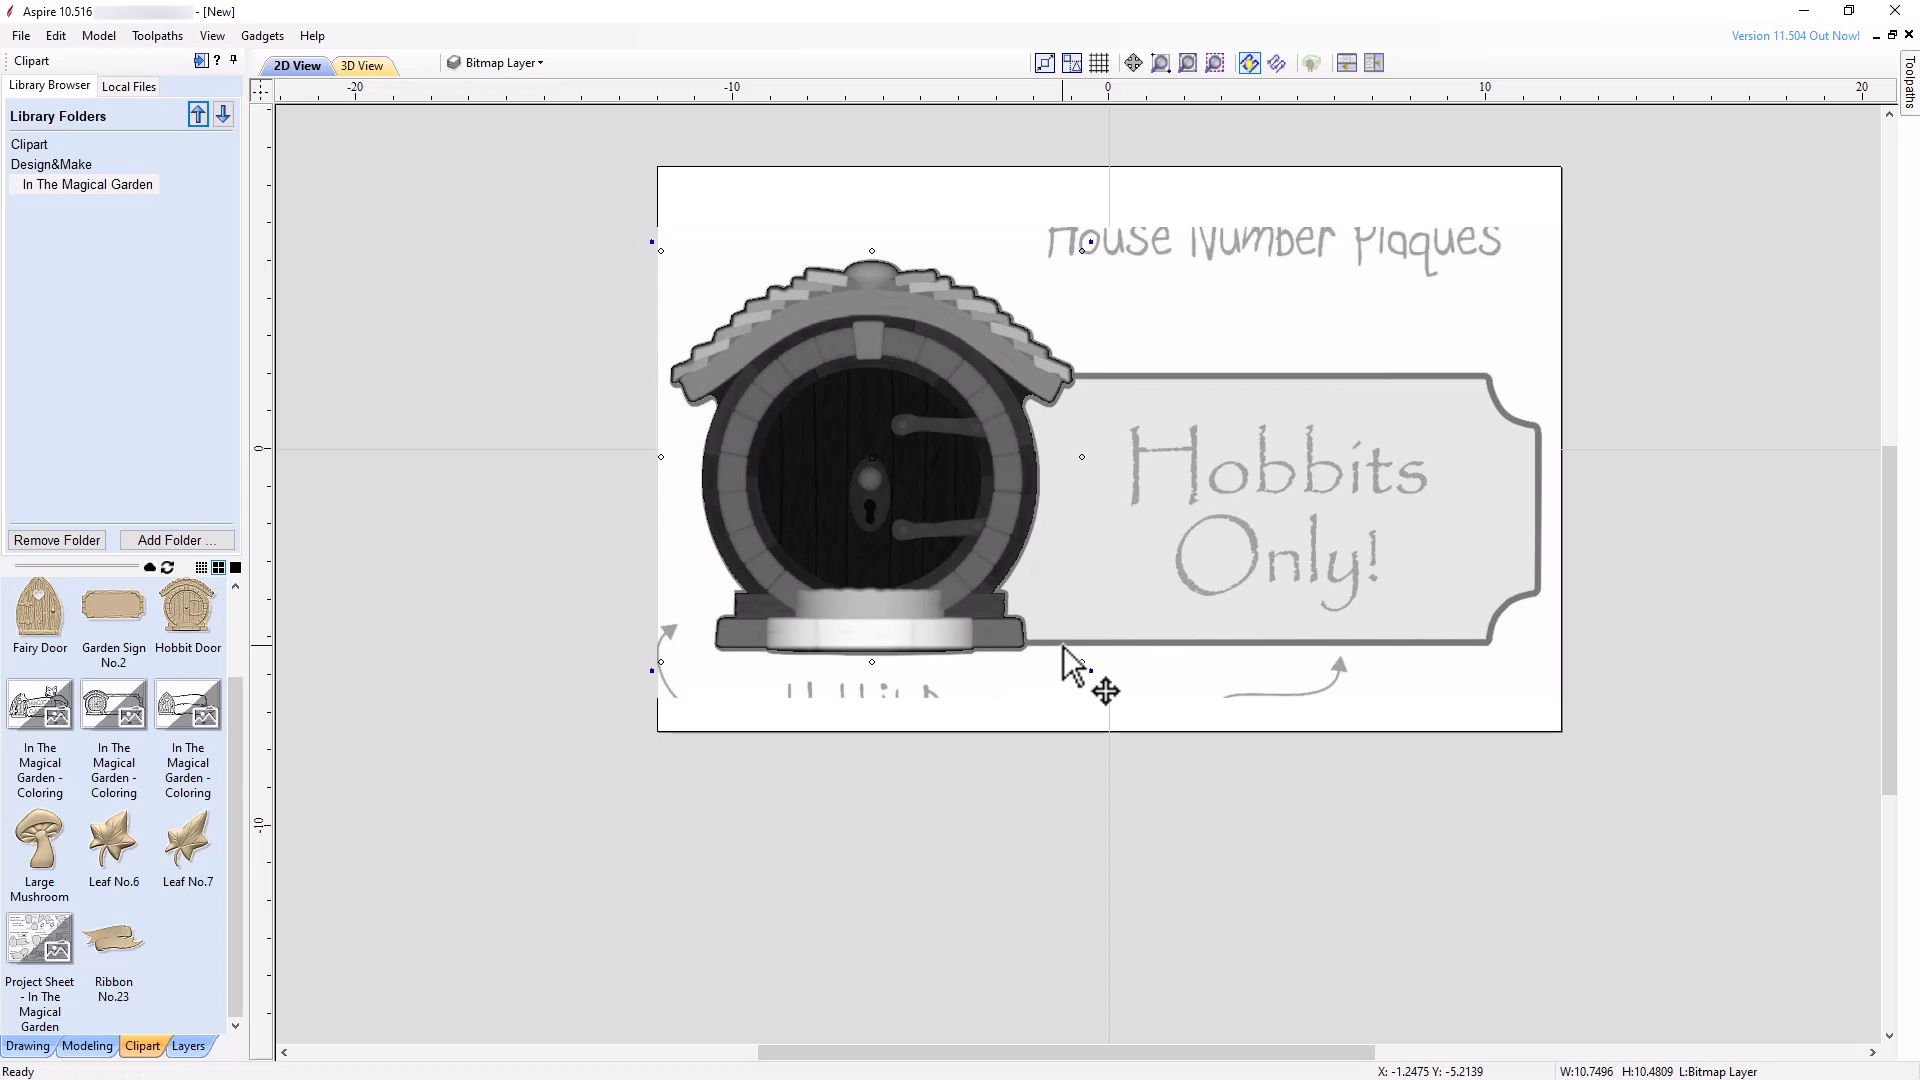 Aspire 10.516 - [New]
File Edit Model Toolpaths View Gadgets Help
Version 11.504 Out Now!
Clipart
Library Browser Local Files
2D View 3D View Bitmap Layer
Toolpaths
-20 -10 0 10 20
Library Folders
Clipart
Design&Make
In The Magical Garden
House Number Plaques
0
Hobbits
Only!
Remove Folder Add Folder ...
Fairy Door Garden Sign No.2 Hobbit Door
In The Magical Garden - Coloring In The Magical Garden - Coloring In The Magical Garden - Coloring
-10
Large Mushroom Leaf No.6 Leaf No.7
Project Sheet - In The Magical Garden Ribbon No.23
Drawing Modeling Clipart Layers
Ready X: -1.2475 Y: -5.2139 W:10.7496 H:10.4809 L:Bitmap Layer